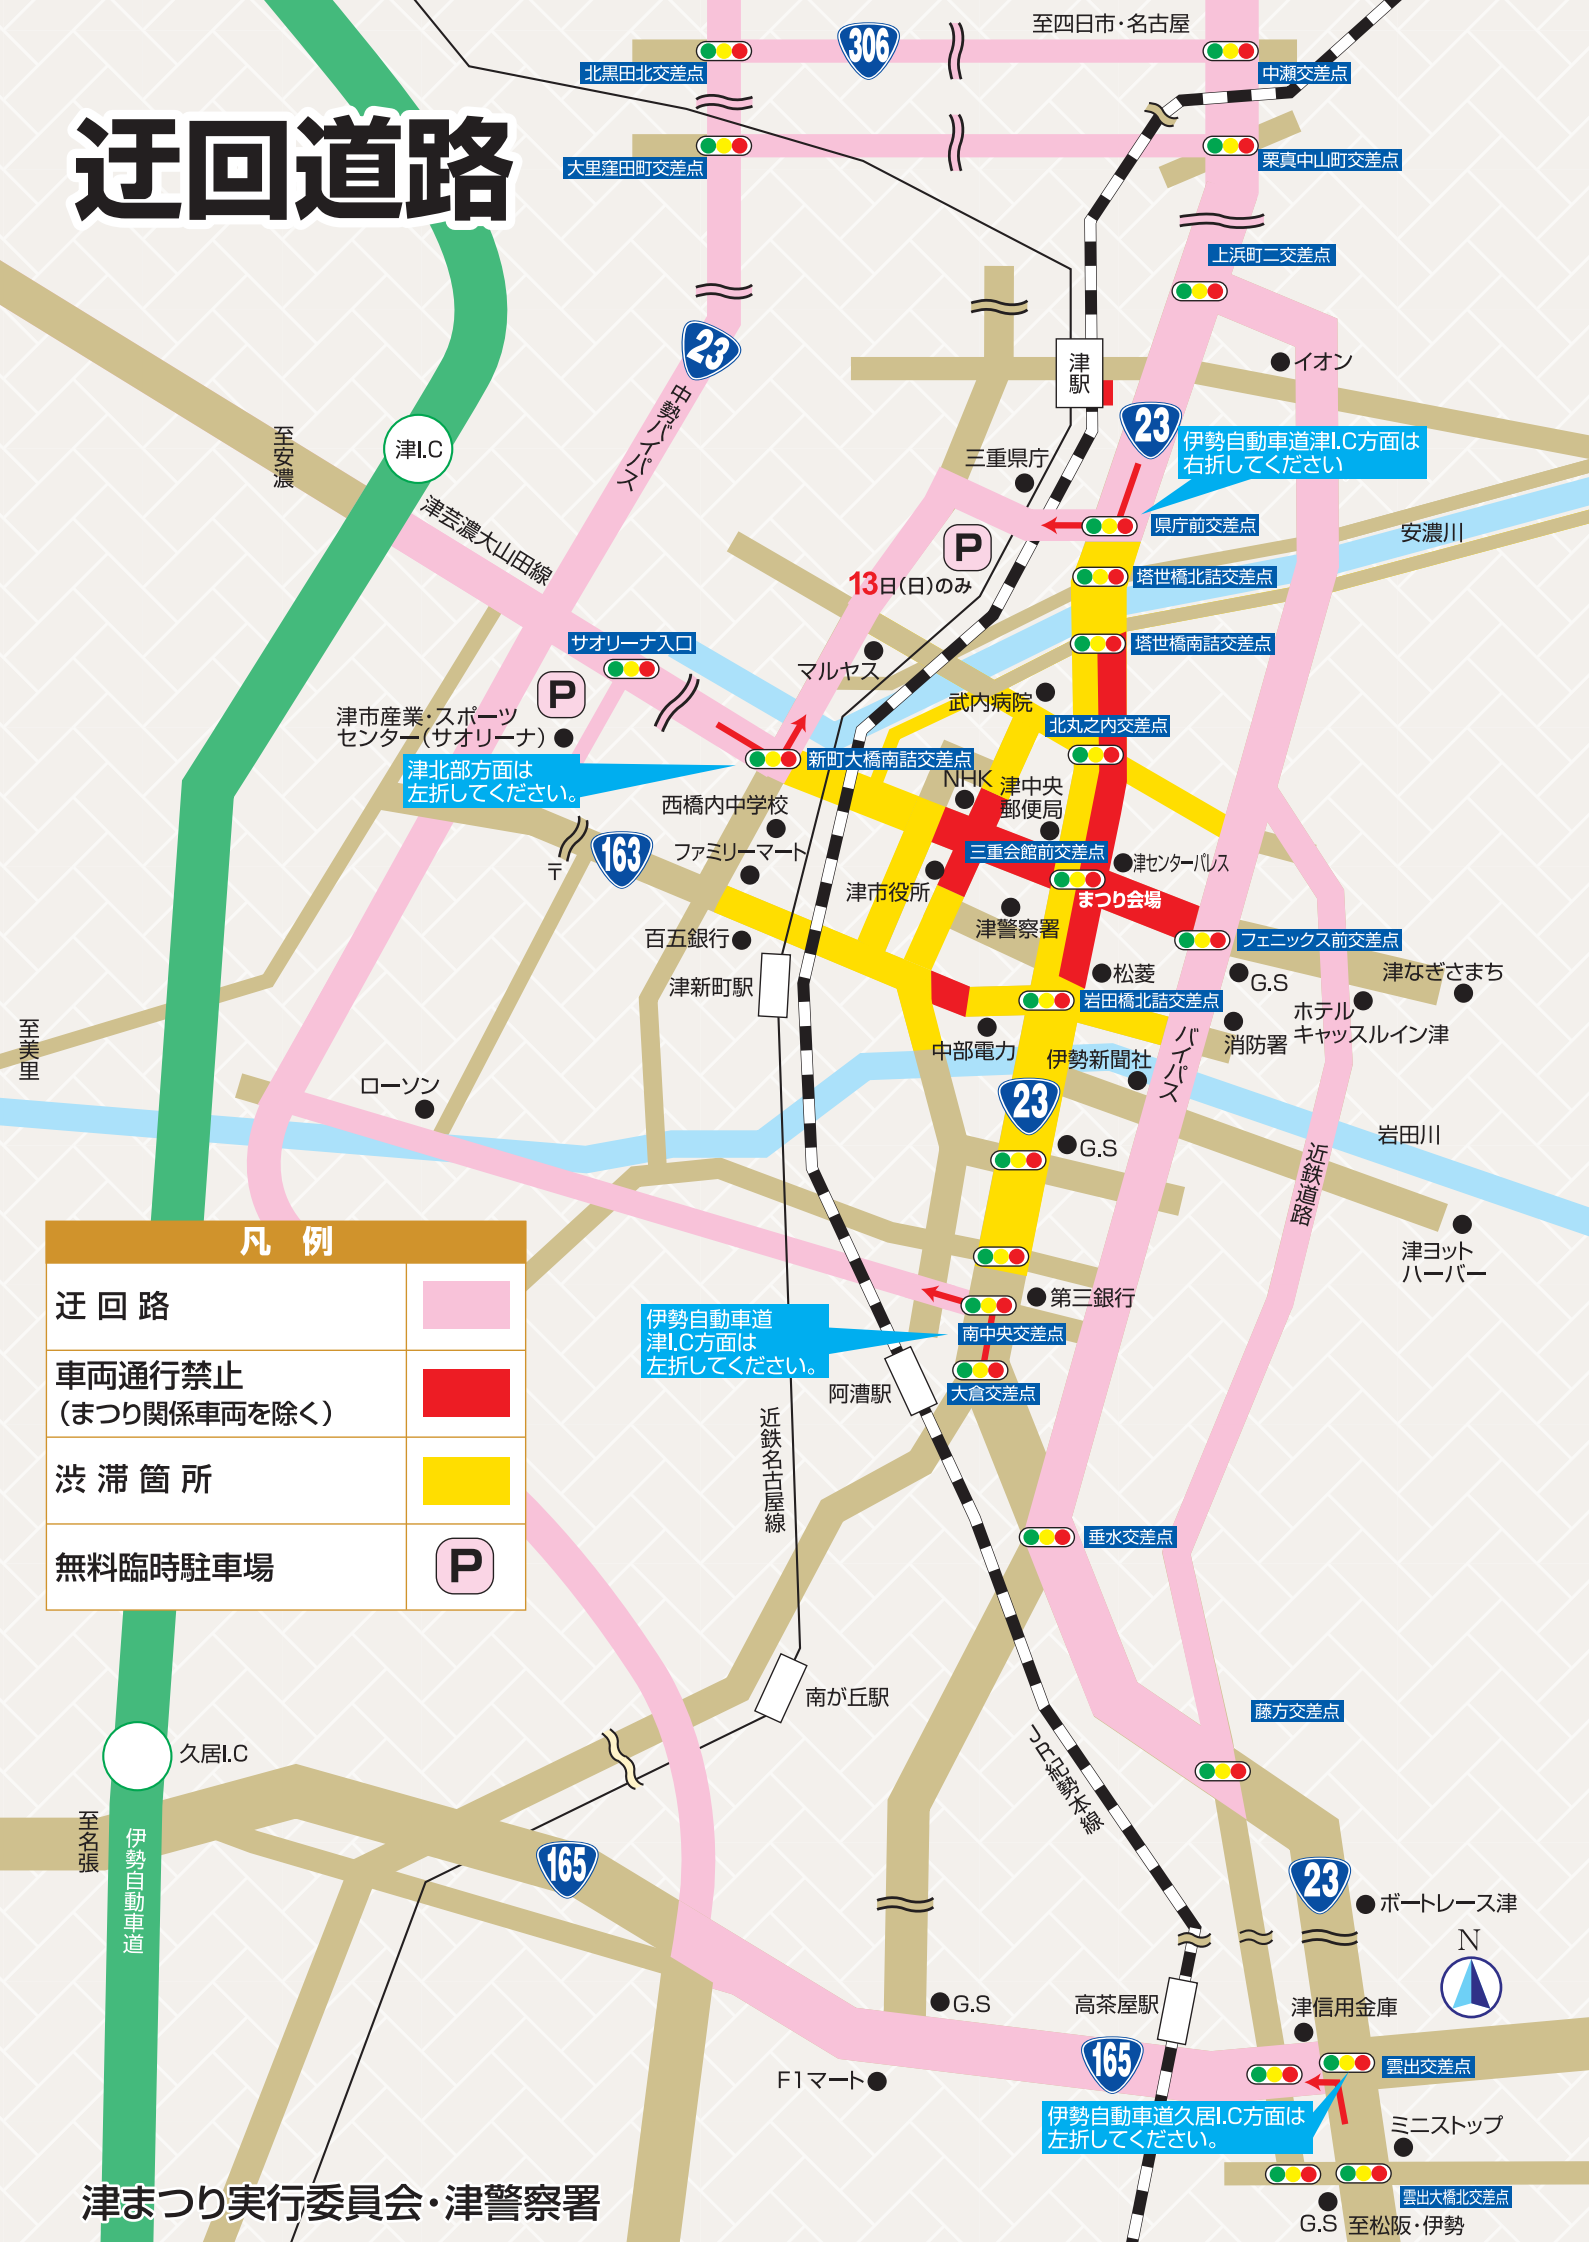 迂回道路
至四日市・名古屋
306
北黒田北交差点
中瀬交差点
大里窪田町交差点
栗真中山町交差点
上浜町二交差点
23
中勢バイパス
津駅
イオン
23
伊勢自動車道津I.C方面は
右折してください
至安濃
津I.C
津芸濃大山田線
三重県庁
県庁前交差点
安濃川
P
13日(日)のみ
塔世橋北詰交差点
サオリーナ入口
塔世橋南詰交差点
マルヤス
P
武内病院
津市産業・スポーツ
センター(サオリーナ)
北丸之内交差点
新町大橋南詰交差点
津北部方面は
左折してください。
NHK
津中央
郵便局
西橋内中学校
163
〒
ファミリーマート
三重会館前交差点
津センターパレス
津市役所
まつり会場
津警察署
百五銀行
フェニックス前交差点
津新町駅
松菱
G.S
津なぎさまち
岩田橋北詰交差点
ホテル
キャッスルイン津
消防署
中部電力
バイパス
至美里
伊勢新聞社
ローソン
23
G.S
岩田川
近鉄道路
津ヨット
ハーバー
凡 例
迂回路
車両通行禁止
(まつり関係車両を除く)
渋滞箇所
無料臨時駐車場
P
第三銀行
伊勢自動車道
津I.C方面は
左折してください。
南中央交差点
阿漕駅
大倉交差点
近鉄名古屋線
垂水交差点
南が丘駅
藤方交差点
久居I.C
JR紀勢本線
至名張
伊勢自動車道
165
23
ボートレース津
N
G.S
高茶屋駅
津信用金庫
165
雲出交差点
F1マート
伊勢自動車道久居I.C方面は
左折してください。
ミニストップ
雲出大橋北交差点
G.S
至松阪・伊勢
津まつり実行委員会・津警察署